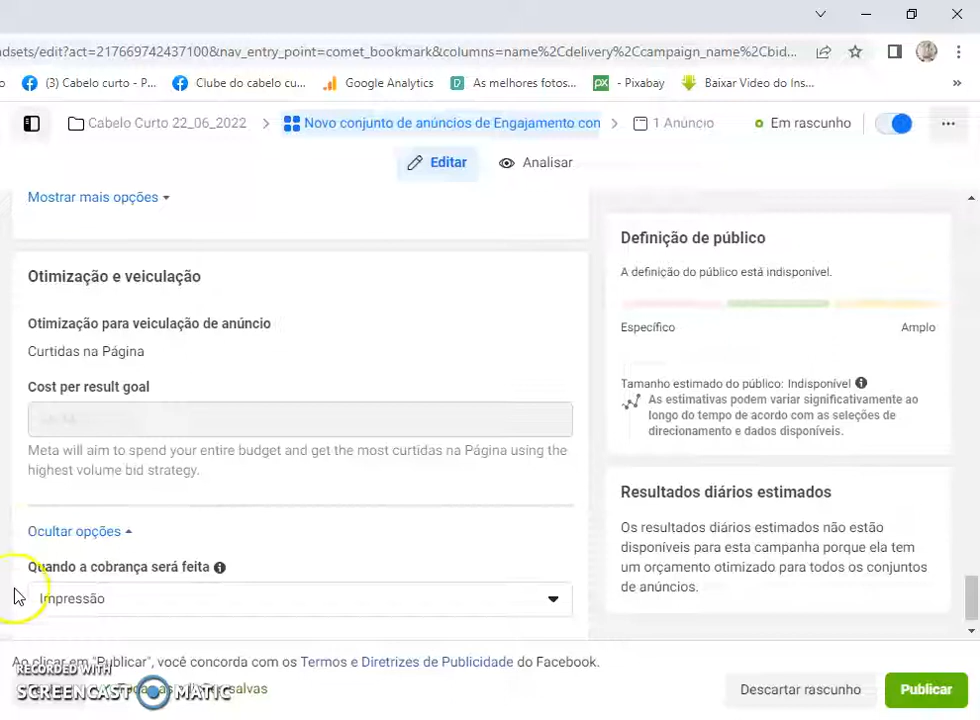 dsets/edit?act=217669742437100&nav_entry_point=comet_bookmark&columns=name%2Cdelivery%2Ccampaign_name%2Cbid...
(3) Cabelo curto - P...
Clube do cabelo cu...
Google Analytics
As melhores fotos...
- Pixabay
Baixar Video do Ins...
»
Cabelo Curto 22_06_2022
Novo conjunto de anúncios de Engajamento con
1 Anúncio
Em rascunho
Editar
Analisar
Mostrar mais opções
Otimização e veiculação
Otimização para veiculação de anúncio
Curtidas na Página
Cost per result goal
Meta will aim to spend your entire budget and get the most curtidas na Página using the
highest volume bid strategy.
Ocultar opções
Quando a cobrança será feita
Impressão
Definição de público
A definição do público está indisponível.
Específico
Amplo
Tamanho estimado do público: Indisponível
As estimativas podem variar significativamente ao
longo do tempo de acordo com as seleções de
direcionamento e dados disponíveis.
Resultados diários estimados
Os resultados diários estimados não estão
disponíveis para esta campanha porque ela tem
um orçamento otimizado para todos os conjuntos
de anúncios.
Ao clicar em "Publicar", você concorda com os Termos e Diretrizes de Publicidade do Facebook.
RECORDED WITH
SCREENCAST MATIC
Descartar rascunho
Publicar